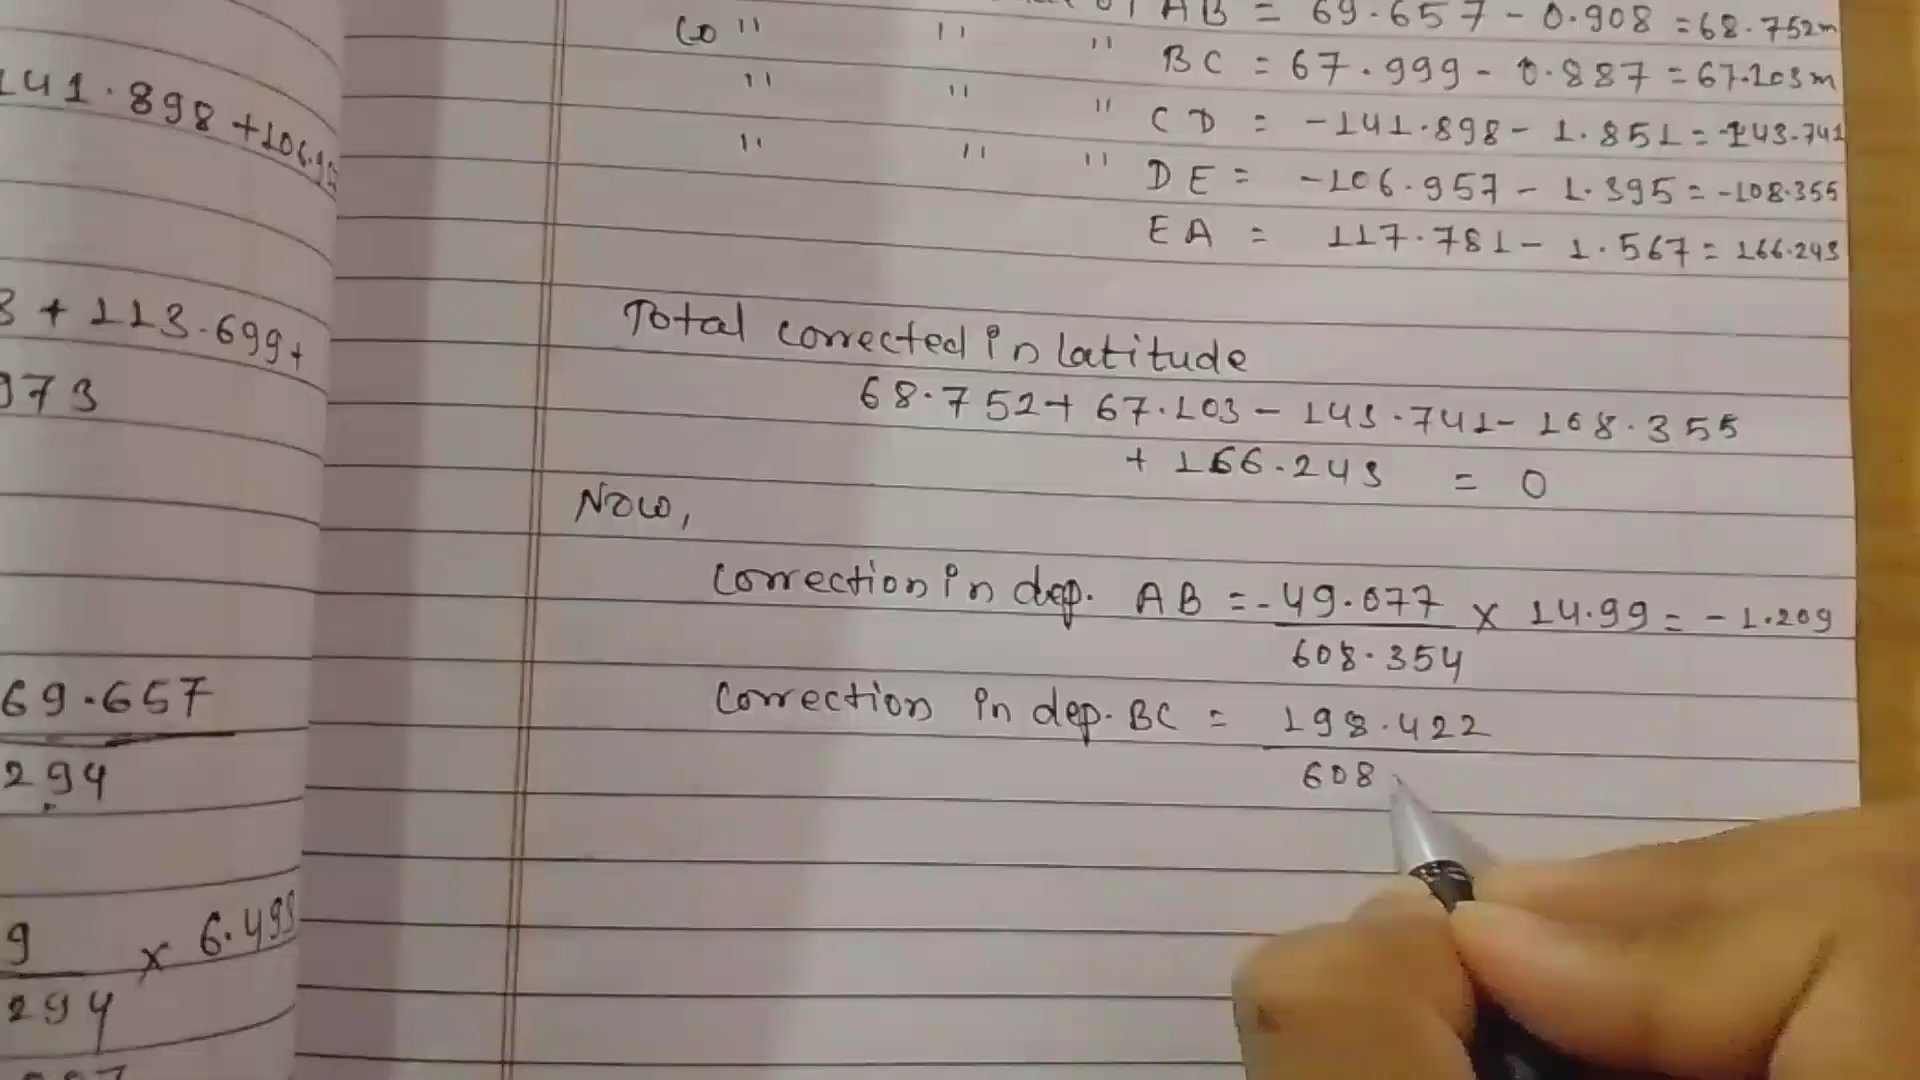 141.898 + 106.95
3 + 113.699 +
973
69.657
294
9 x 6.499
294
AB = 69.657 - 0.908 = 68.752m
Co " " " BC = 67.999 - 0.887 = 67.103m
" " " CD = -141.898 - 1.851 = -143.741
" " " DE = -106.957 - 1.395 = -108.355
EA = 117.781 - 1.567 = 166.243
Total corrected in latitude
68.752 + 67.103 - 143.741 - 108.355
+ 166.243 = 0
Now,
correction in dep. AB = -49.077 x 14.99 = -1.209
608.354
correction in dep. BC = 198.422
608